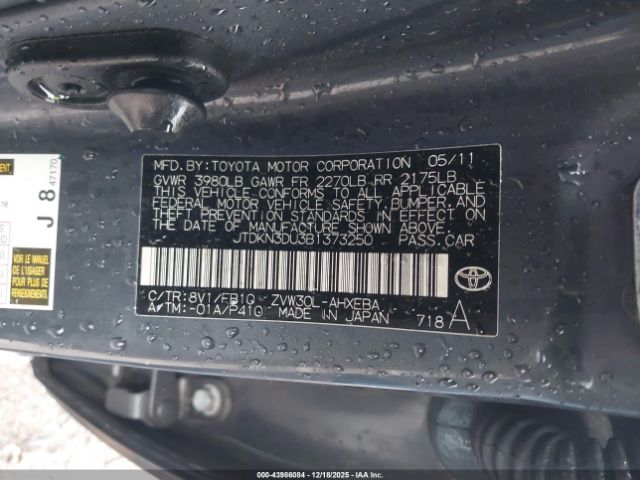 MFD. BY: TOYOTA MOTOR CORPORATION 05/11
GVWR 3980LB GAWR FR 2270LB RR 2175LB
THIS VEHICLE CONFORMS TO ALL APPLICABLE
FEDERAL MOTOR VEHICLE SAFETY, BUMPER, AND
THEFT PREVENTION STANDARDS IN EFFECT ON
THE DATE OF MANUFACTURE SHOWN ABOVE.
JTDKN3DU3B1373250 PASS. CAR
C/TR:8V1/FB10 ZVW30L-AHXEBA
A/TM:-01A/P410 MADE IN JAPAN
718 A
J 8
47170
000-43986084 | 12/18/2025 - Copyright © IAA, LLC